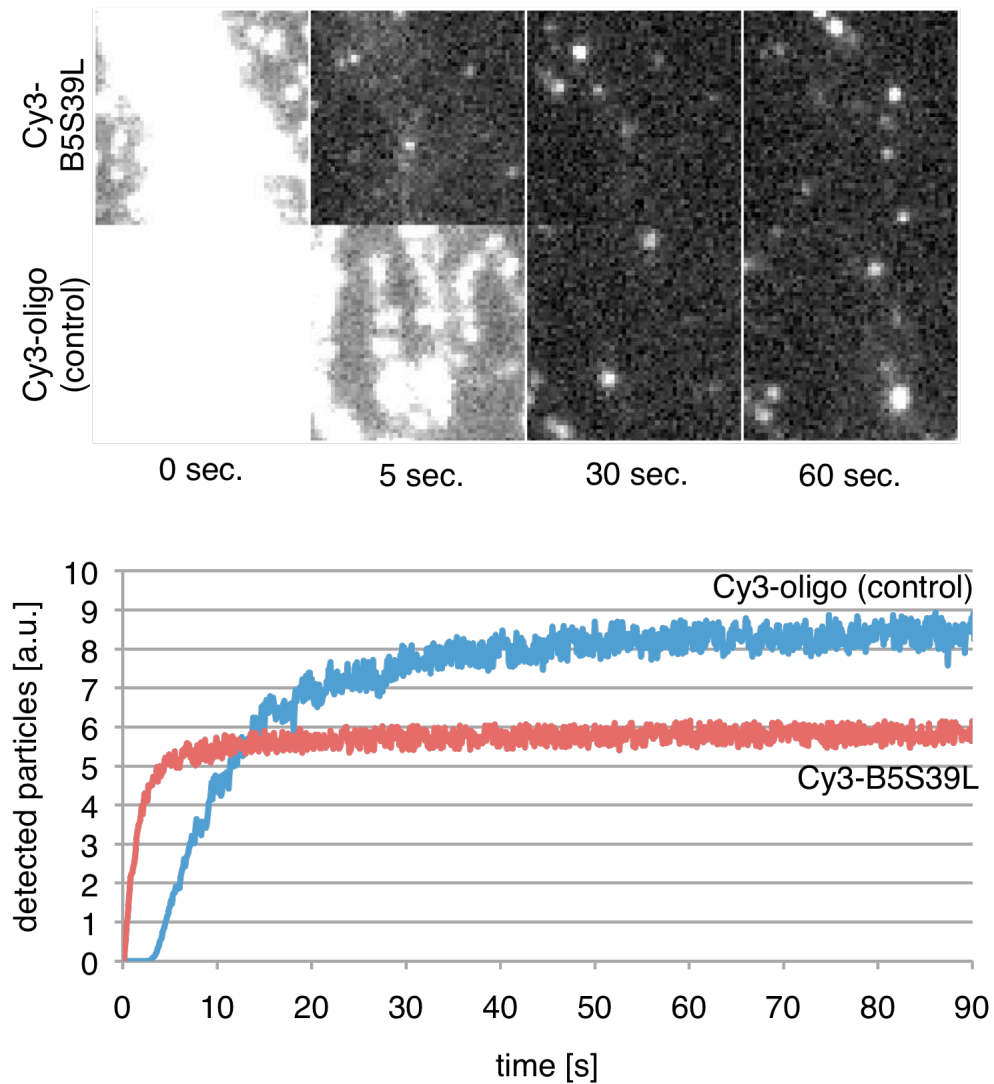 Cy3-
B5S39L
Cy3-oligo
(control)
0 sec.
5 sec.
30 sec.
60 sec.
detected particles [a.u.]
10
9
8
7
6
5
4
3
2
1
0
Cy3-oligo (control)
Cy3-B5S39L
0 10 20 30 40 50 60 70 80 90
time [s]